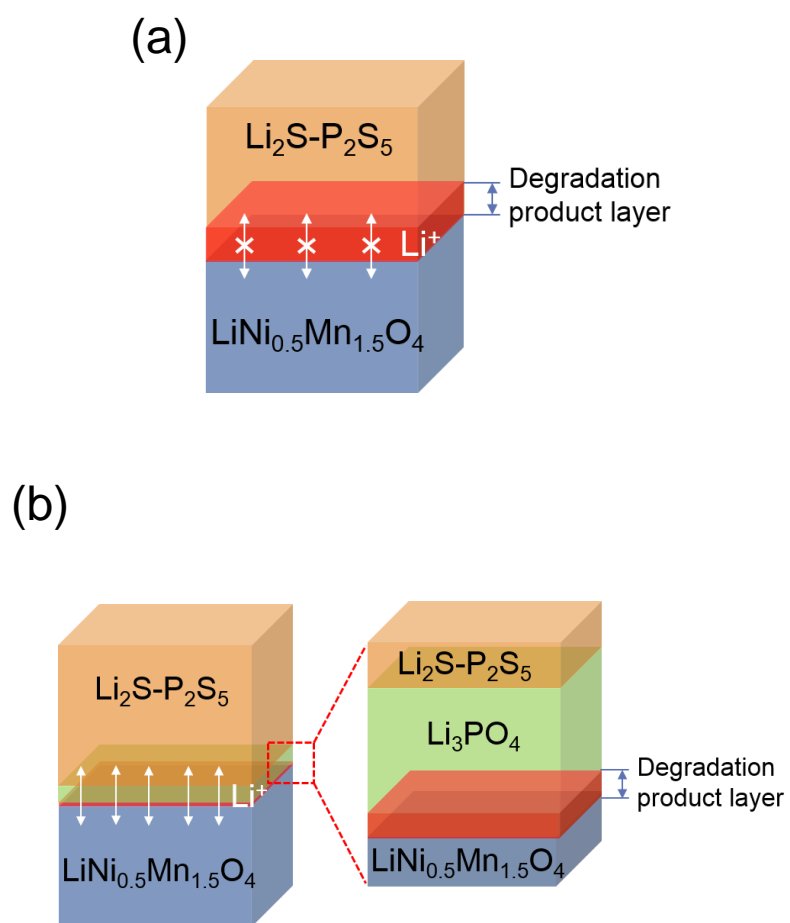 (a)
Li₂S-P₂S₅
Degradation
product layer
Li⁺
LiNi₀.₅Mn₁.₅O₄
(b)
Li₂S-P₂S₅
Li⁺
LiNi₀.₅Mn₁.₅O₄
Li₂S-P₂S₅
Li₃PO₄
Degradation
product layer
LiNi₀.₅Mn₁.₅O₄